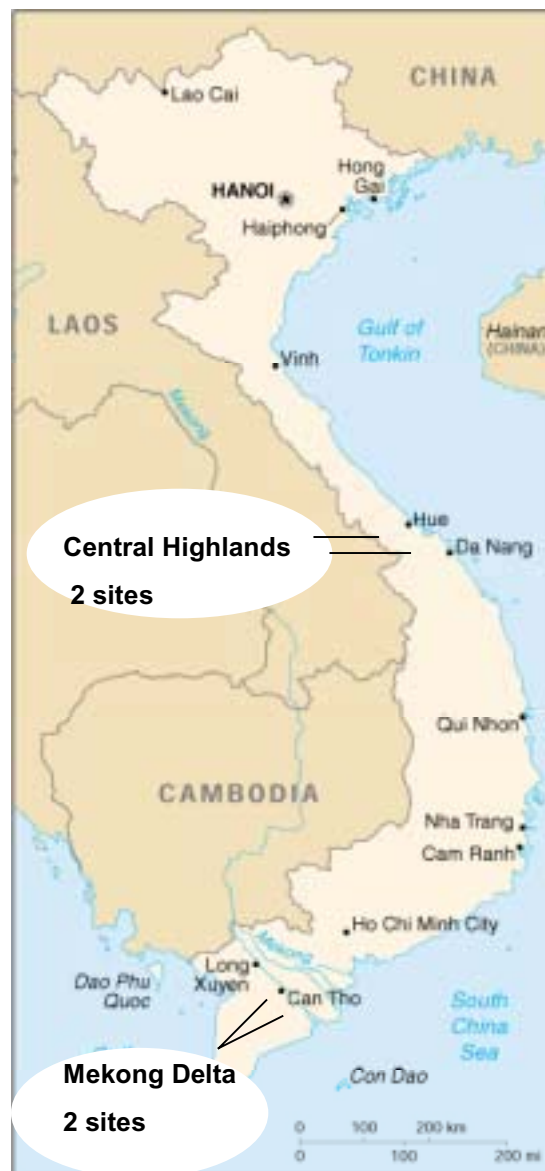 CHINA
Lao Cai
Hong
Gai
HANOI
Haiphong
LAOS
Gulf of
Tonkin
Hainan
(CHINA)
Vinh
Mekong
Hue
Central Highlands
Da Nang
2 sites
Qui Nhon
CAMBODIA
Nha Trang
Cam Ranh
Ho Chi Minh City
Mekong
Long
Xuyen
Dao Phu
Quoc
Can Tho
South
China
Sea
Mekong Delta
Con Dao
2 sites
0 100 200 km
0 100 200 mi